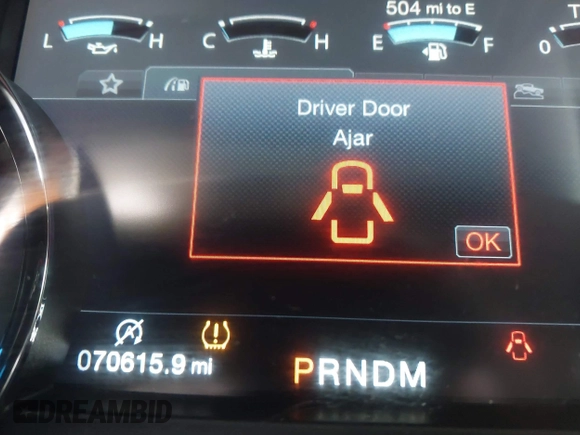 504 mi to E
L H C H E F 0 T
Driver Door
Ajar
OK
A
070615.9 mi PRNDM
DREAMBID